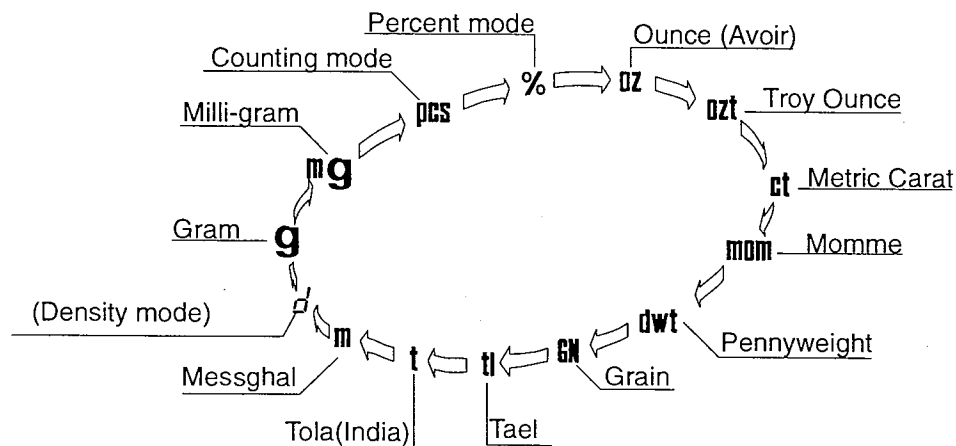 Percent mode
Ounce (Avoir)
Counting mode
% oz
pcs ozt
Troy Ounce
Milli-gram
mg
ct Metric Carat
Gram g
mom Momme
(Density mode) d
m dwt
Pennyweight
Messghal
t tl GN
Grain
Tola(India) Tael